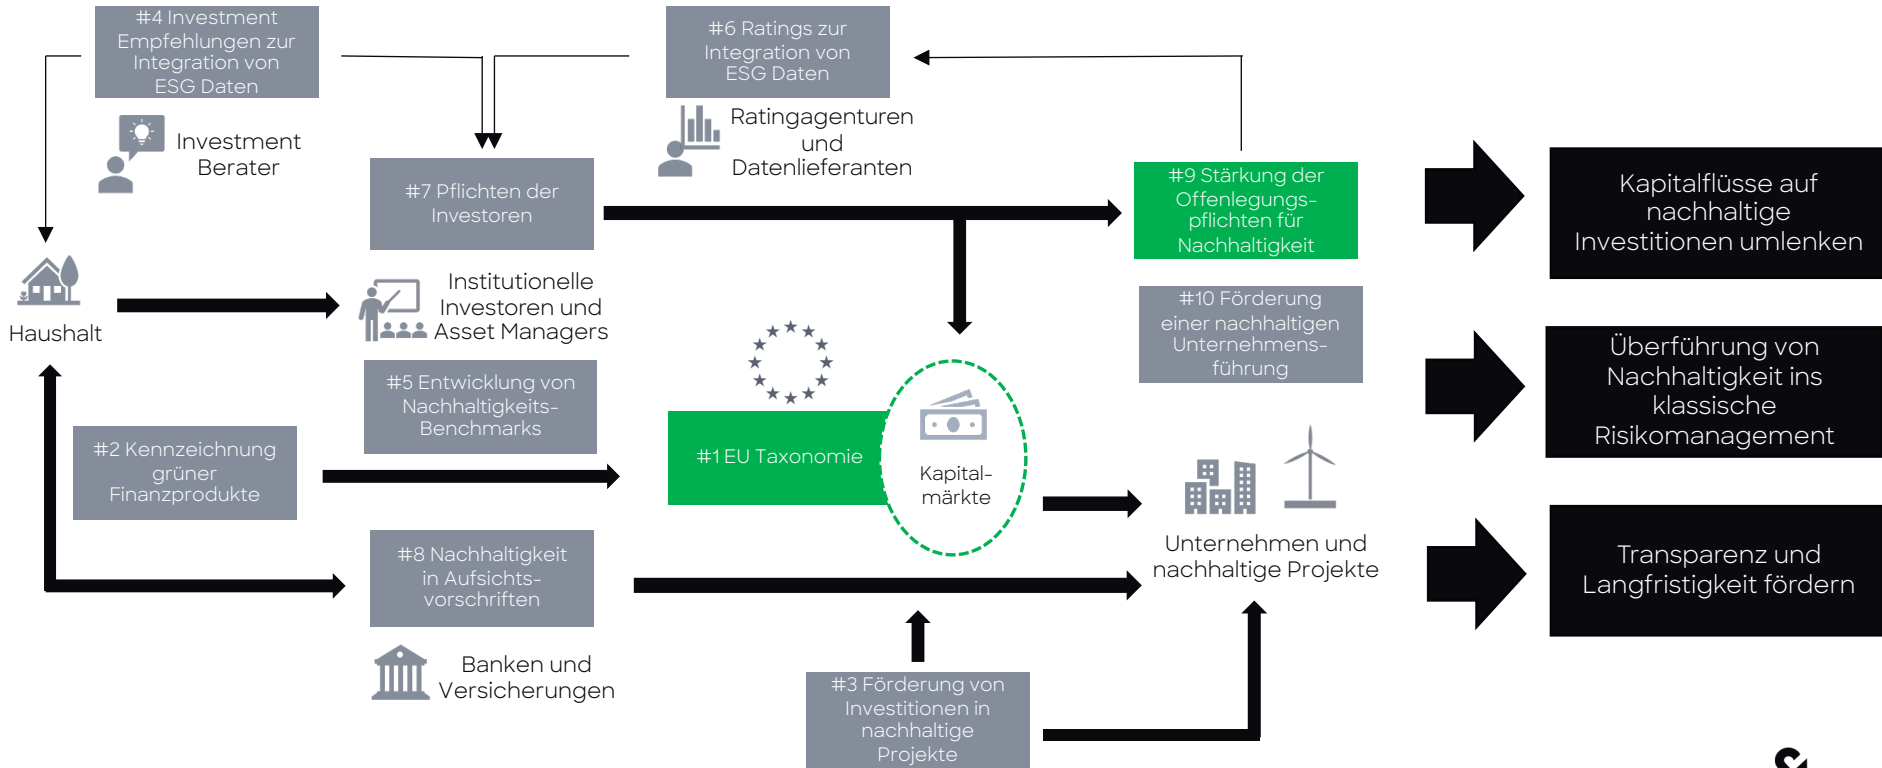 #4 Investment
Empfehlungen zur
Integration von
ESG Daten
Investment
Berater
#6 Ratings zur
Integration von
ESG Daten
Ratingagenturen
und
Datenlieferanten
#7 Pflichten der
Investoren
#9 Stärkung der
Offenlegungs-
pflichten für
Nachhaltigkeit
Kapitalflüsse auf
nachhaltige
Investitionen umlenken
Haushalt
Institutionelle
Investoren und
Asset Managers
#10 Förderung
einer nachhaltigen
Unternehmens-
führung
#5 Entwicklung von
Nachhaltigkeits-
Benchmarks
Überführung von
Nachhaltigkeit ins
klassische
Risikomanagement
#2 Kennzeichnung
grüner
Finanzprodukte
#1 EU Taxonomie
Kapital-
märkte
Unternehmen und
nachhaltige Projekte
#8 Nachhaltigkeit
in Aufsichts-
vorschriften
Transparenz und
Langfristigkeit fördern
Banken und
Versicherungen
#3 Förderung von
Investitionen in
nachhaltige
Projekte